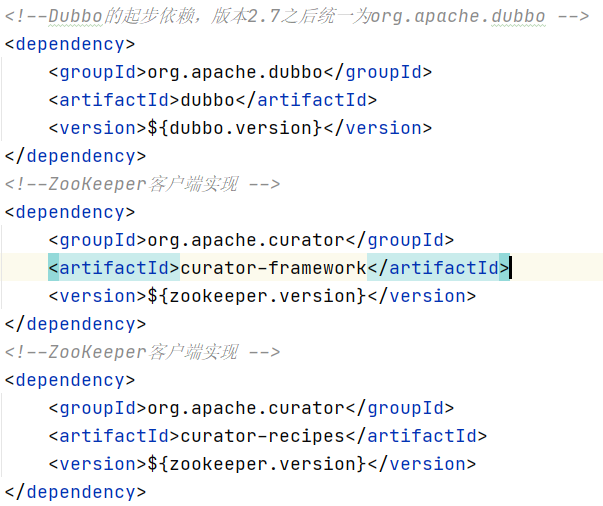 <!--Dubbo的起步依赖，版本2.7之后统一为org.apache.dubbo -->
<dependency>
    <groupId>org.apache.dubbo</groupId>
    <artifactId>dubbo</artifactId>
    <version>${dubbo.version}</version>
</dependency>
<!--ZooKeeper客户端实现 -->
<dependency>
    <groupId>org.apache.curator</groupId>
    <artifactId>curator-framework</artifactId>
    <version>${zookeeper.version}</version>
</dependency>
<!--ZooKeeper客户端实现 -->
<dependency>
    <groupId>org.apache.curator</groupId>
    <artifactId>curator-recipes</artifactId>
    <version>${zookeeper.version}</version>
</dependency>